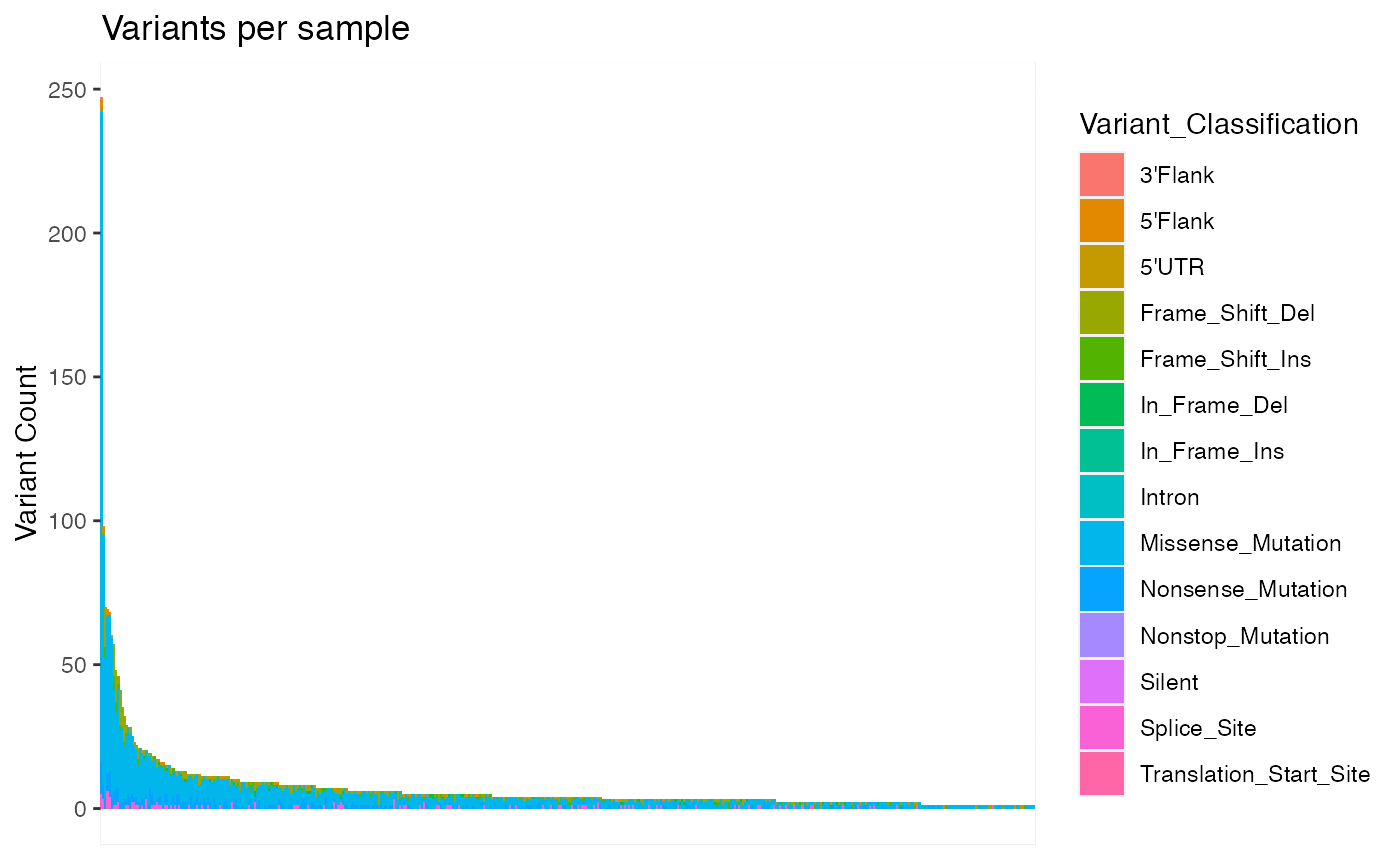 Variants per sample
Variant Count
250
200
150
100
50
0
Variant_Classification
3'Flank
5'Flank
5'UTR
Frame_Shift_Del
Frame_Shift_Ins
In_Frame_Del
In_Frame_Ins
Intron
Missense_Mutation
Nonsense_Mutation
Nonstop_Mutation
Silent
Splice_Site
Translation_Start_Site